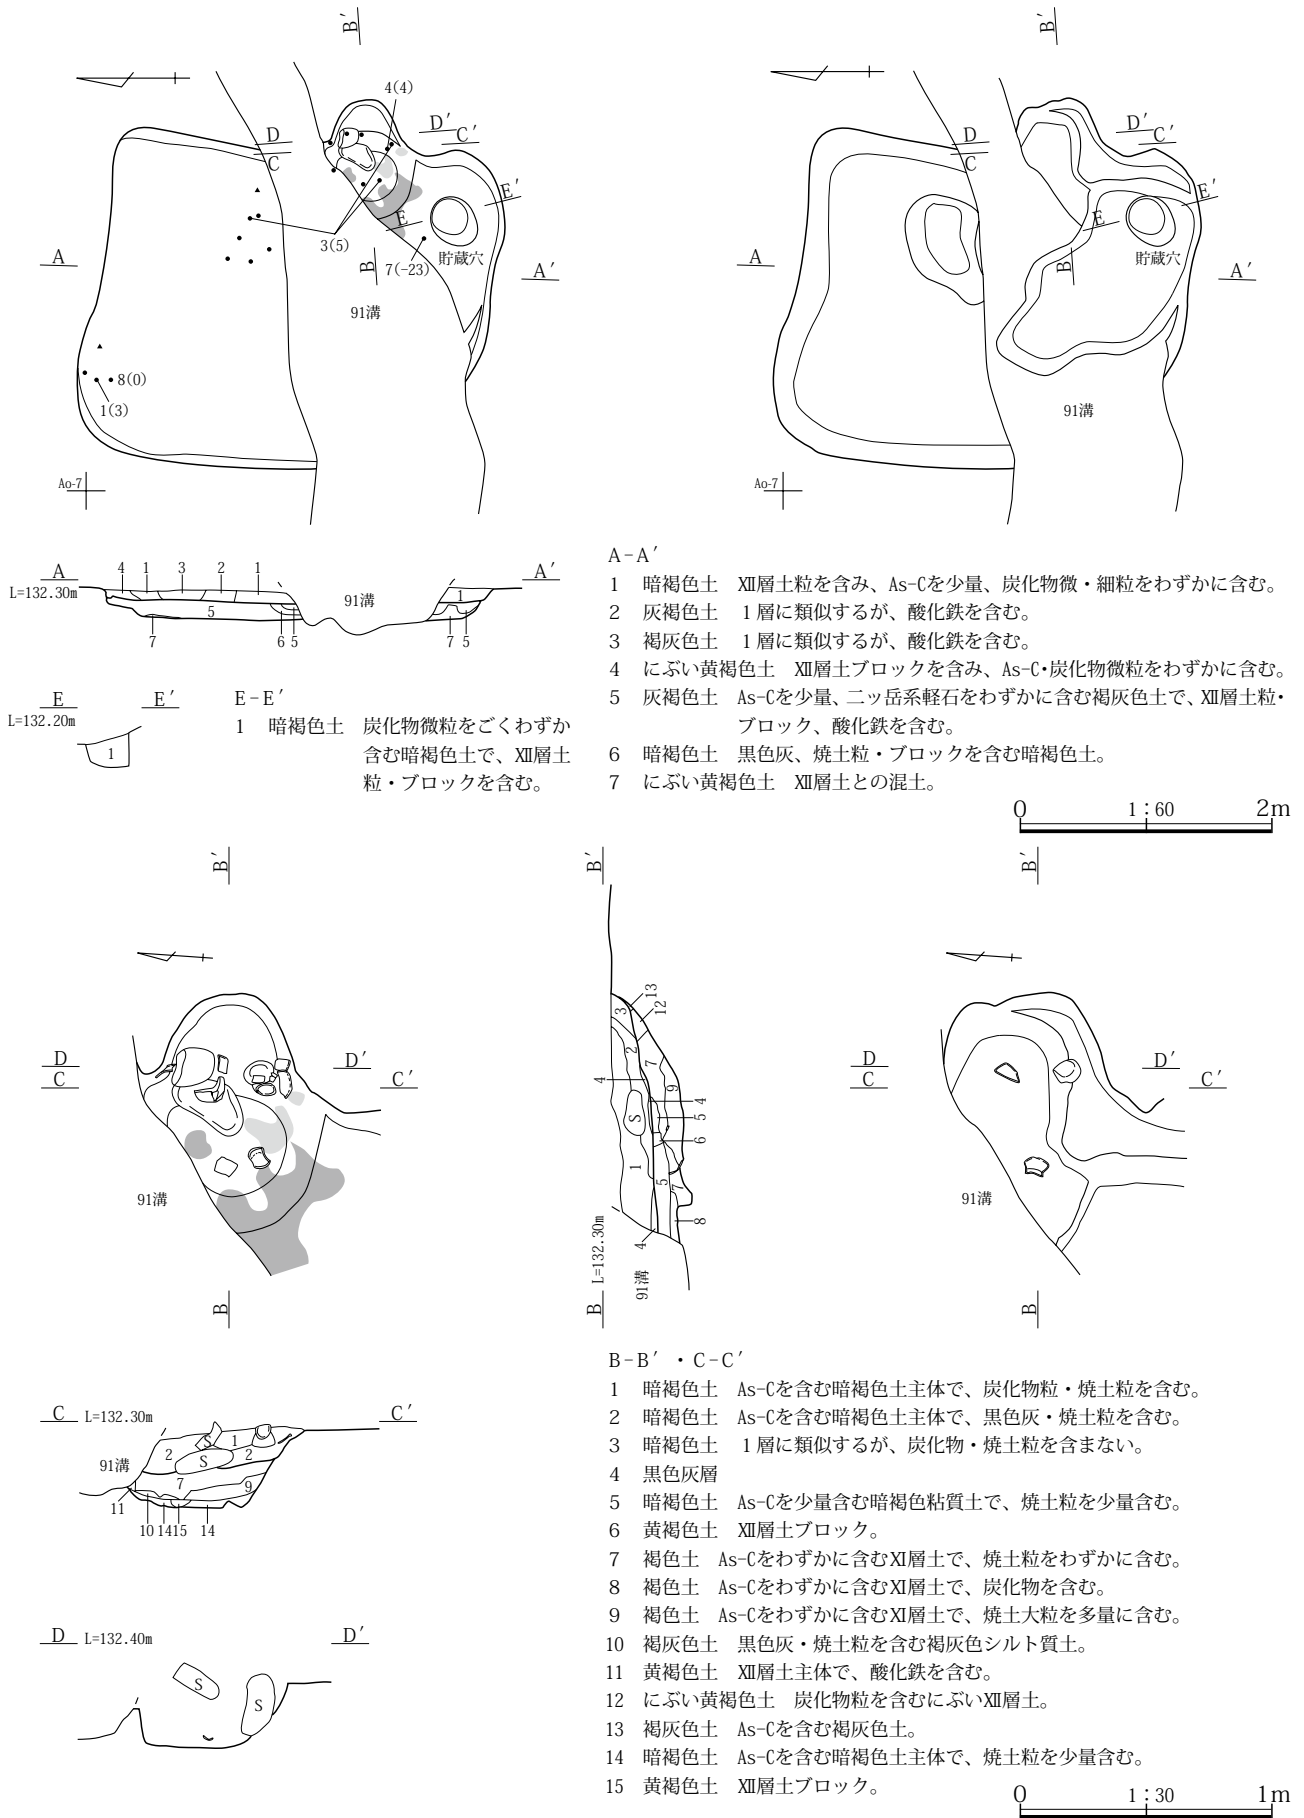 B′
B′
4(4)
D′
C′
D
C
E′
E
3(5)
7(-23)
貯蔵穴
B
A
A′
91溝
8(0)
1(3)
Ao-7
D′
C′
D
C
E′
E
B
貯蔵穴
A
A′
91溝
Ao-7
A
A′
L=132.30m
4 1 3 2 1
91溝
1
5
7 6 5 7 5
E
E′
L=132.20m
1
E-E′
1 暗褐色土 炭化物微粒をごくわずか
含む暗褐色土で、Ⅻ層土
粒・ブロックを含む。
A-A′
1 暗褐色土 Ⅻ層土粒を含み、As-Cを少量、炭化物微・細粒をわずかに含む。
2 灰褐色土 1層に類似するが、酸化鉄を含む。
3 褐灰色土 1層に類似するが、酸化鉄を含む。
4 にぶい黄褐色土 Ⅻ層土ブロックを含み、As-C・炭化物微粒をわずかに含む。
5 灰褐色土 As-Cを少量、二ッ岳系軽石をわずかに含む褐灰色土で、Ⅻ層土粒・
ブロック、酸化鉄を含む。
6 暗褐色土 黒色灰、焼土粒・ブロックを含む暗褐色土。
7 にぶい黄褐色土 Ⅻ層土との混土。
0 1：60 2m
B′
B′
B′
D
C
D′
C′
91溝
B
13
12
3
2
7
4
9
4
5
S
6
1
5
7
8
4
L=132.30m
91溝
B
D
C
D′
C′
91溝
B
C L=132.30m C′
S
1
2
S
2
91溝
7
9
11
10 14 15 14
D L=132.40m D′
S
S
B-B′・C-C′
1 暗褐色土 As-Cを含む暗褐色土主体で、炭化物粒・焼土粒を含む。
2 暗褐色土 As-Cを含む暗褐色土主体で、黒色灰・焼土粒を含む。
3 暗褐色土 1層に類似するが、炭化物・焼土粒を含まない。
4 黒色灰層
5 暗褐色土 As-Cを少量含む暗褐色粘質土で、焼土粒を少量含む。
6 黄褐色土 Ⅻ層土ブロック。
7 褐色土 As-Cをわずかに含むⅪ層土で、焼土粒をわずかに含む。
8 褐色土 As-Cをわずかに含むⅪ層土で、炭化物を含む。
9 褐色土 As-Cをわずかに含むⅪ層土で、焼土大粒を多量に含む。
10 褐灰色土 黒色灰・焼土粒を含む褐灰色シルト質土。
11 黄褐色土 Ⅻ層土主体で、酸化鉄を含む。
12 にぶい黄褐色土 炭化物粒を含むにぶいⅫ層土。
13 褐灰色土 As-Cを含む褐灰色土。
14 暗褐色土 As-Cを含む暗褐色土主体で、焼土粒を少量含む。
15 黄褐色土 Ⅻ層土ブロック。
0 1：30 1m